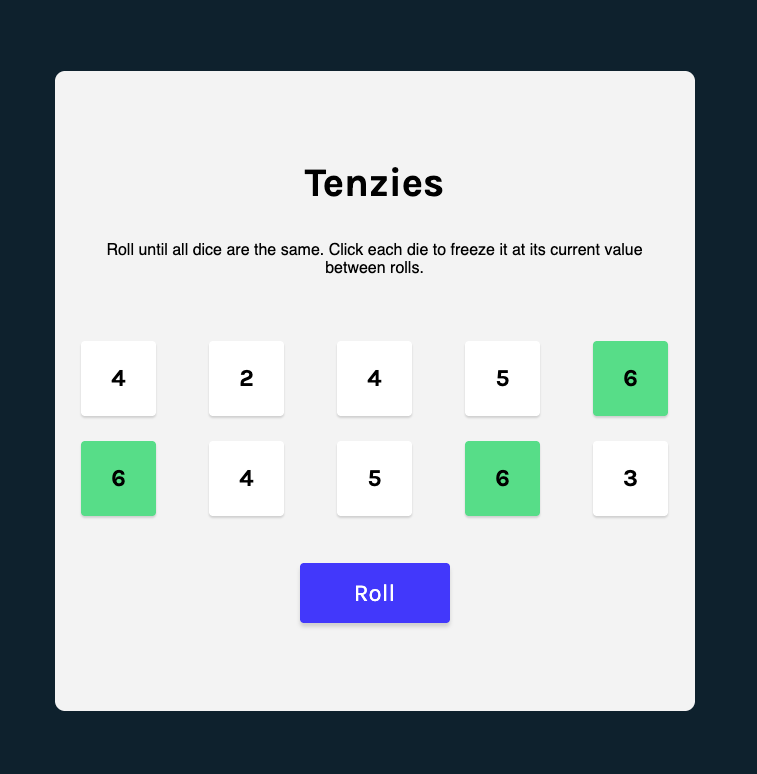 Tenzies
Roll until all dice are the same. Click each die to freeze it at its current value
between rolls.
4 2 4 5 6
6 4 5 6 3
Roll